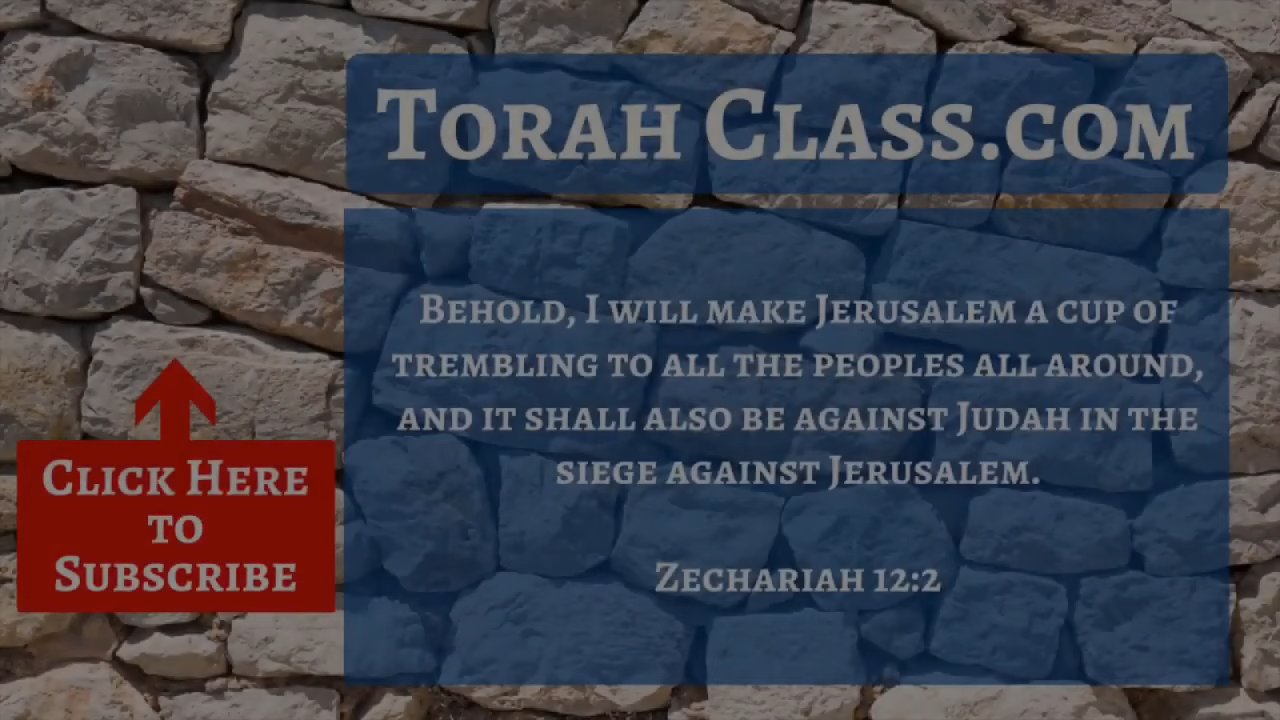 Torah Class.com
Behold, I will make Jerusalem a cup of
trembling to all the peoples all around,
and it shall also be against Judah in the
siege against Jerusalem.
Zechariah 12:2
Click Here
to
Subscribe